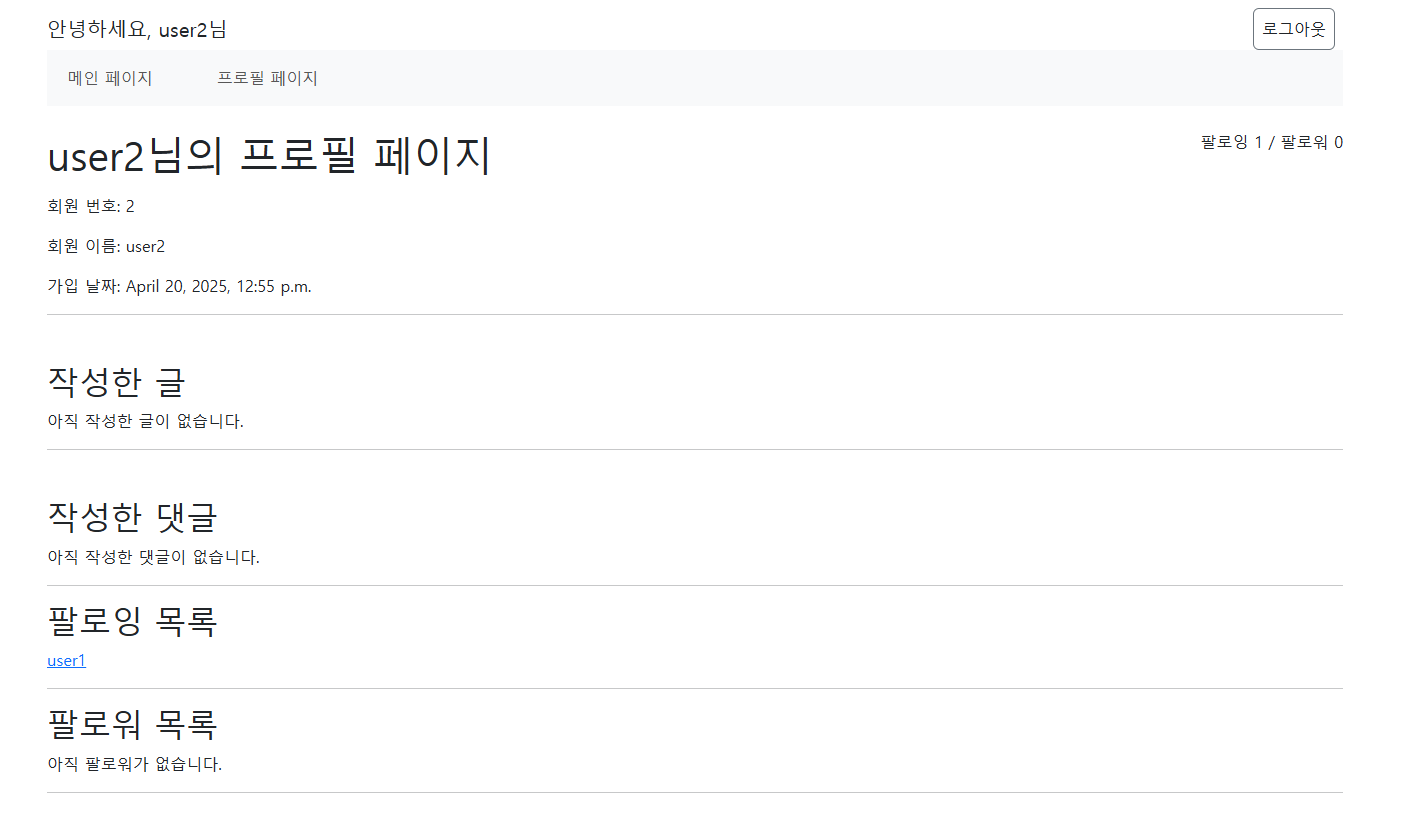 안녕하세요, user2님
로그아웃
메인 페이지 프로필 페이지
user2님의 프로필 페이지
팔로잉 1 / 팔로워 0
회원 번호: 2
회원 이름: user2
가입 날짜: April 20, 2025, 12:55 p.m.
작성한 글
아직 작성한 글이 없습니다.
작성한 댓글
아직 작성한 댓글이 없습니다.
팔로잉 목록
user1
팔로워 목록
아직 팔로워가 없습니다.